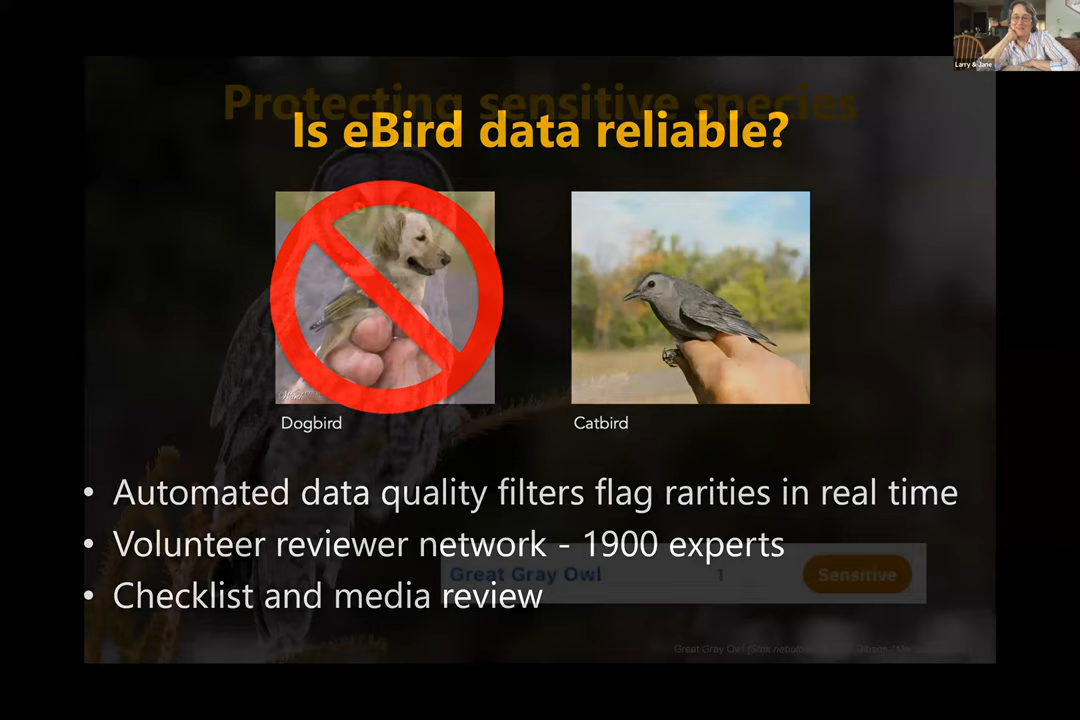 Larry & Jane
Protecting sensitive species
Is eBird data reliable?
Dogbird
Catbird
• Automated data quality filters flag rarities in real time
• Volunteer reviewer network - 1900 experts
Great Gray Owl 1 Sensitive
• Checklist and media review
Great Gray Owl (Strix